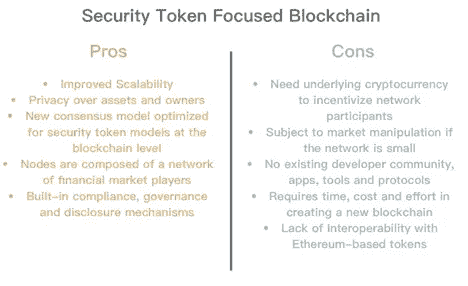 Security Token Focused Blockchain
Pros
• Improved Scalability
• Privacy over assets and owners
• New consensus model optimized
for security token models at the
blockchain level
• Nodes are composed of a network
of financial market players
• Built-in compliance, governance
and disclosure mechanisms
Cons
• Need underlying cryptocurrency
to incentivize network
participants
• Subject to market manipulation if
the network is small
• No existing developer community,
apps, tools and protocols
• Requires time, cost and effort in
creating a new blockchain
• Lack of Interoperability with
Ethereum-based tokens